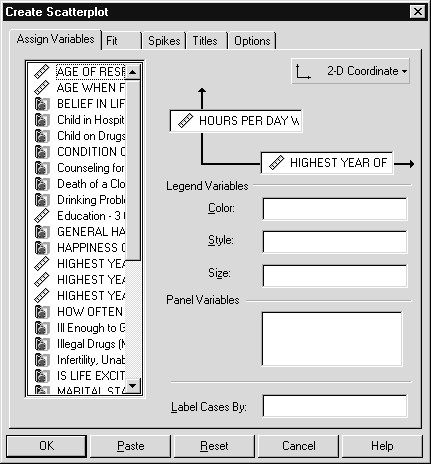 Create Scatterplot
Assign Variables Fit Spikes Titles Options
AGE OF RESF
AGE WHEN F
BELIEF IN LIF
Child in Hospit
Child on Drugs
CONDITION C
Counseling for
Death of a Clo
Drinking Proble
Education - 3 (
GENERAL HA
HAPPINESS C
HIGHEST YEA
HIGHEST YEA
HIGHEST YEA
HOW OFTEN
Ill Enough to G
Illegal Drugs (M
Infertility, Unab
IS LIFE EXCIT
MARITAL STA
2-D Coordinate
HOURS PER DAY W
HIGHEST YEAR OF
Legend Variables
Color:
Style:
Size:
Panel Variables
Label Cases By:
OK Paste Reset Cancel Help